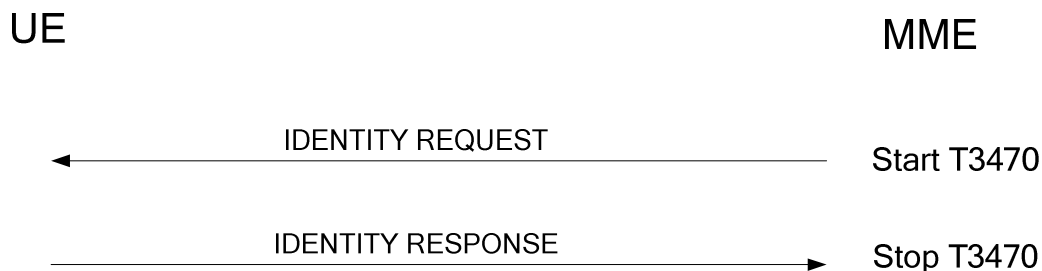 UE
MME
IDENTITY REQUEST
Start T3470
IDENTITY RESPONSE
Stop T3470